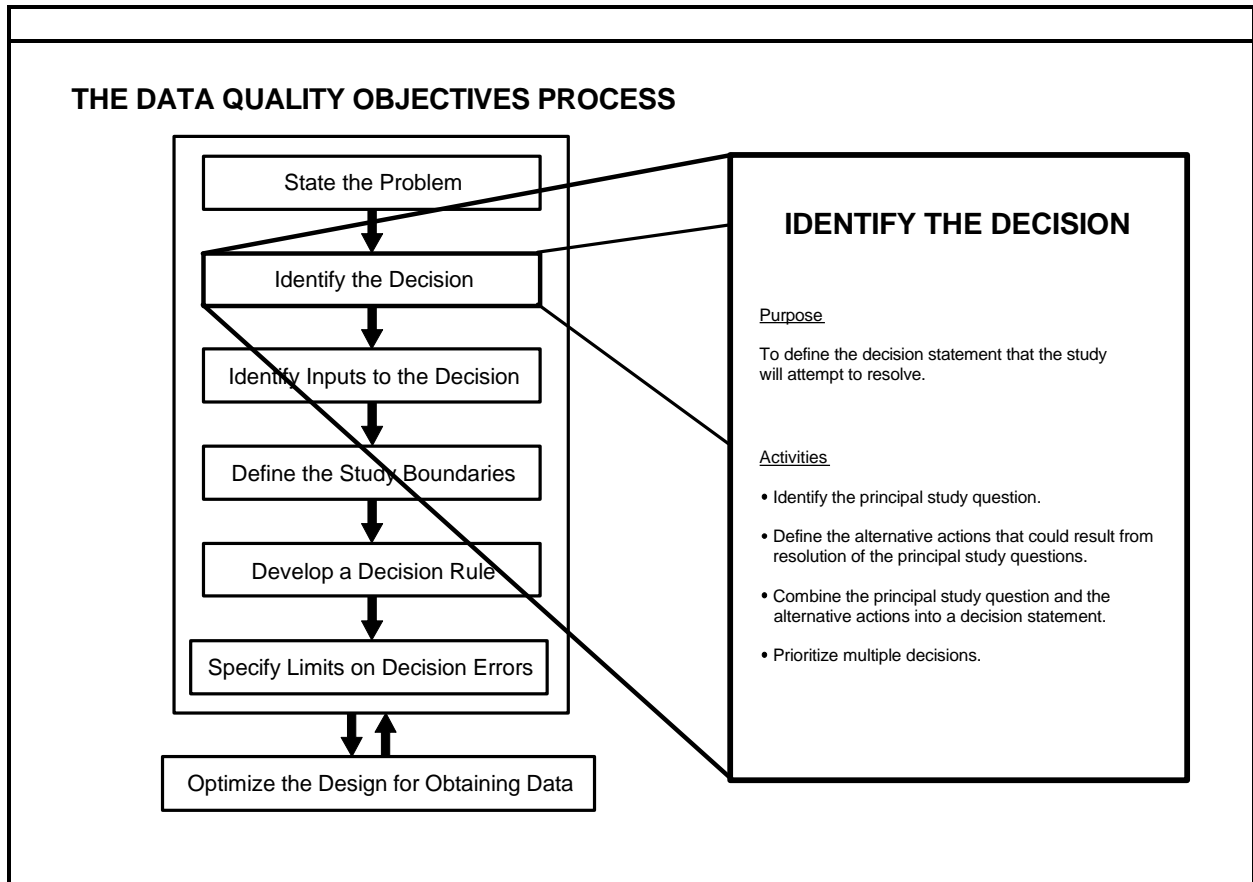 THE DATA QUALITY OBJECTIVES PROCESS
State the Problem
Identify the Decision
Identify Inputs to the Decision
Define the Study Boundaries
Develop a Decision Rule
Specify Limits on Decision Errors
Optimize the Design for Obtaining Data
IDENTIFY THE DECISION
Purpose
To define the decision statement that the study
will attempt to resolve.
Activities
• Identify the principal study question.
• Define the alternative actions that could result from
resolution of the principal study questions.
• Combine the principal study question and the
alternative actions into a decision statement.
• Prioritize multiple decisions.